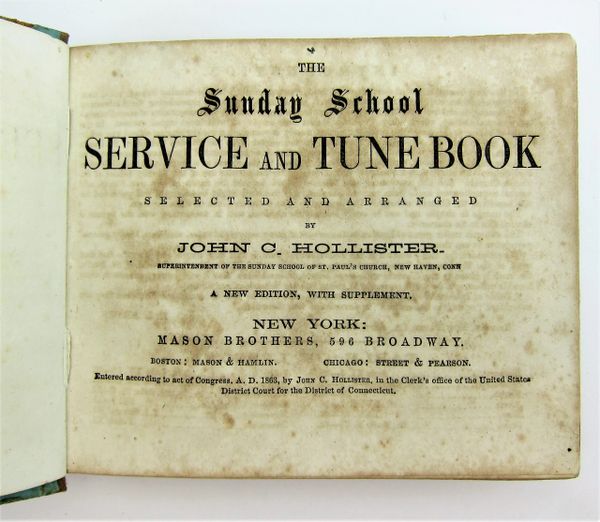 THE
Sunday School
SERVICE AND TUNE BOOK
SELECTED AND ARRANGED
BY
JOHN C. HOLLISTER.
SUPERINTENDENT OF THE SUNDAY SCHOOL OF ST. PAUL'S CHURCH, NEW HAVEN, CONN
A NEW EDITION, WITH SUPPLEMENT.
NEW YORK:
MASON BROTHERS, 596 BROADWAY.
BOSTON: MASON & HAMLIN. CHICAGO: STREET & PEARSON.
Entered according to act of Congress. A. D. 1863, by JOHN C. HOLLISTER, in the Clerk's office of the United States
District Court for the District of Connecticut.